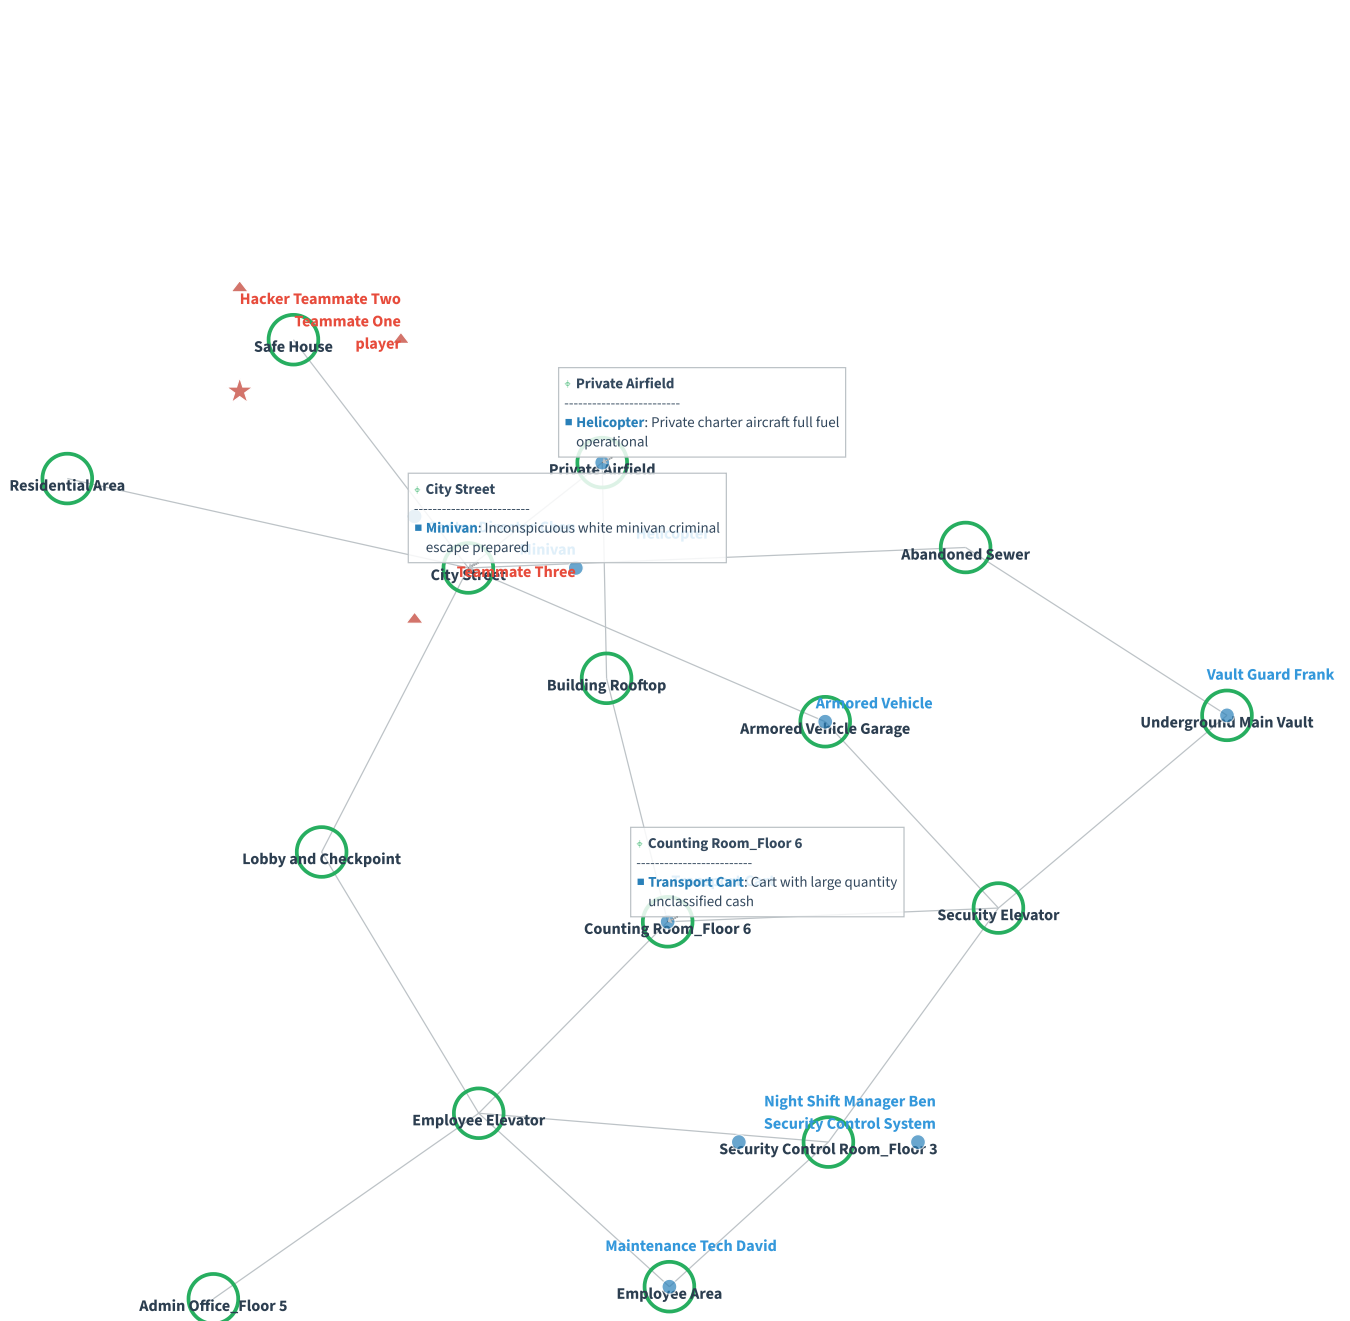 Hacker Teammate Two
Teammate One
player
Safe House
Private Airfield
-------------------------
Helicopter: Private charter aircraft full fuel
operational
Private Airfield
Residential Area
City Street
-------------------------
Minivan: Inconspicuous white minivan criminal
escape prepared
Helicopter
Minivan
Teammate Three
City Street
Abandoned Sewer
Building Rooftop
Vault Guard Frank
Underground Main Vault
Armored Vehicle
Armored Vehicle Garage
Lobby and Checkpoint
Counting Room_Floor 6
-------------------------
Transport Cart: Cart with large quantity
unclassified cash
Counting Room_Floor 6
Security Elevator
Employee Elevator
Night Shift Manager Ben
Security Control System
Security Control Room_Floor 3
Maintenance Tech David
Employee Area
Admin Office_Floor 5